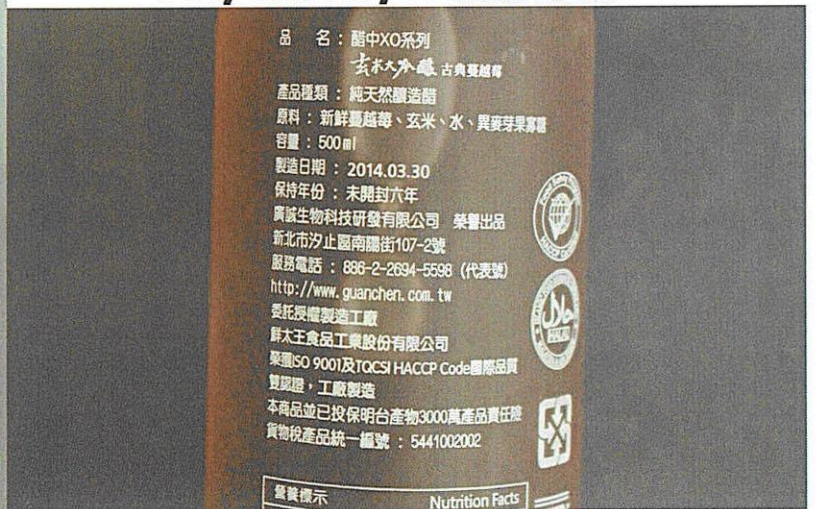 品　名：醋中XO系列
玄米大吟釀 古典蔓越莓
產品種類：純天然釀造醋
原料：新鮮蔓越莓、玄米、水、異麥芽果寡醣
容量：500ml
製造日期：2014.03.30
保持年份：未開封六年
廣誠生物科技研發有限公司　榮譽出品
新北市汐止區南陽街107-2號
服務電話：886-2-2694-5598（代表號）
http://www.guanchen.com.tw
委託授權製造工廠
鮮太王食品工業股份有限公司
榮獲ISO 9001及TQCSI HACCP Code國際品質
雙認證，工廠製造
本商品並已投保明台產物3000萬產品責任險
貨物稅產品統一編號：5441002002
HACCP
HALAL
營養標示　Nutrition Facts